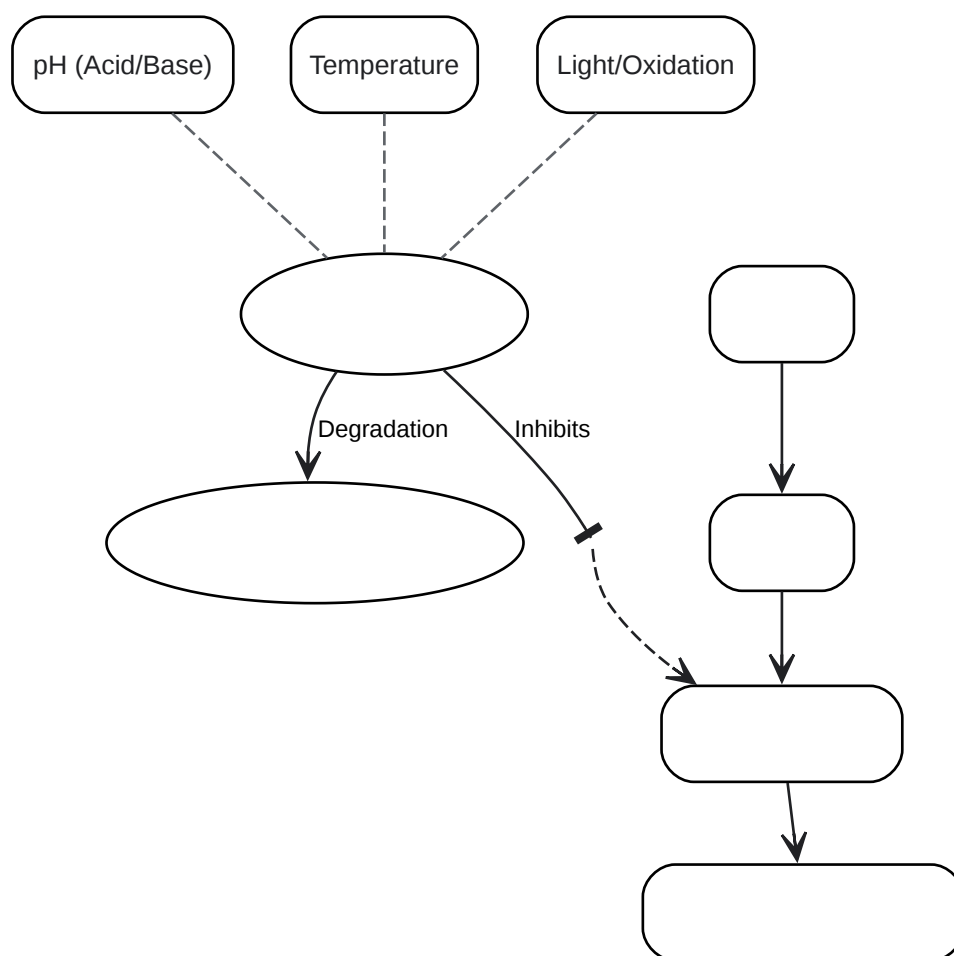 pH (Acid/Base)
Temperature
Light/Oxidation
Degradation
Inhibits